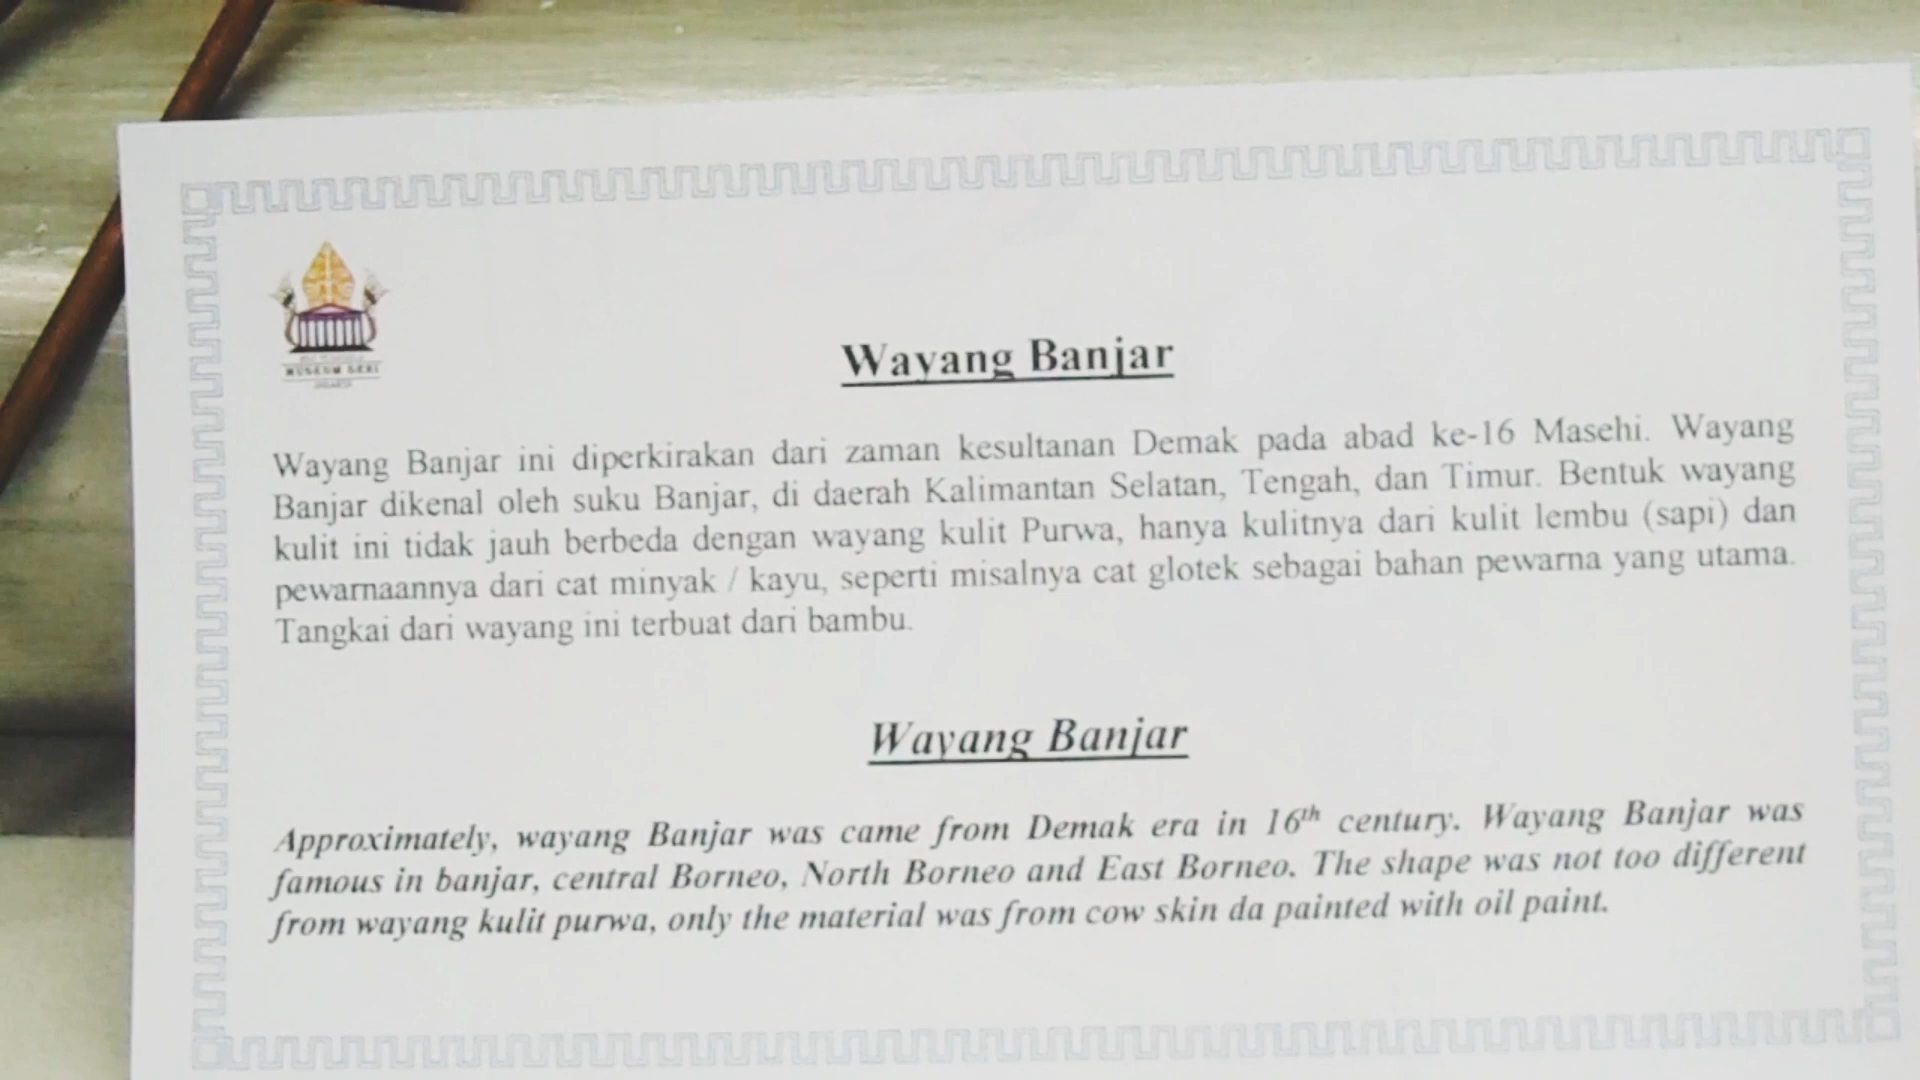 MUSEUM SENI
JAKARTA
Wayang Banjar
Wayang Banjar ini diperkirakan dari zaman kesultanan Demak pada abad ke-16 Masehi. Wayang
Banjar dikenal oleh suku Banjar, di daerah Kalimantan Selatan, Tengah, dan Timur. Bentuk wayang
kulit ini tidak jauh berbeda dengan wayang kulit Purwa, hanya kulitnya dari kulit lembu (sapi) dan
pewarnaannya dari cat minyak / kayu, seperti misalnya cat glotek sebagai bahan pewarna yang utama.
Tangkai dari wayang ini terbuat dari bambu.
Wayang Banjar
Approximately, wayang Banjar was came from Demak era in 16th century. Wayang Banjar was
famous in banjar, central Borneo, North Borneo and East Borneo. The shape was not too different
from wayang kulit purwa, only the material was from cow skin da painted with oil paint.